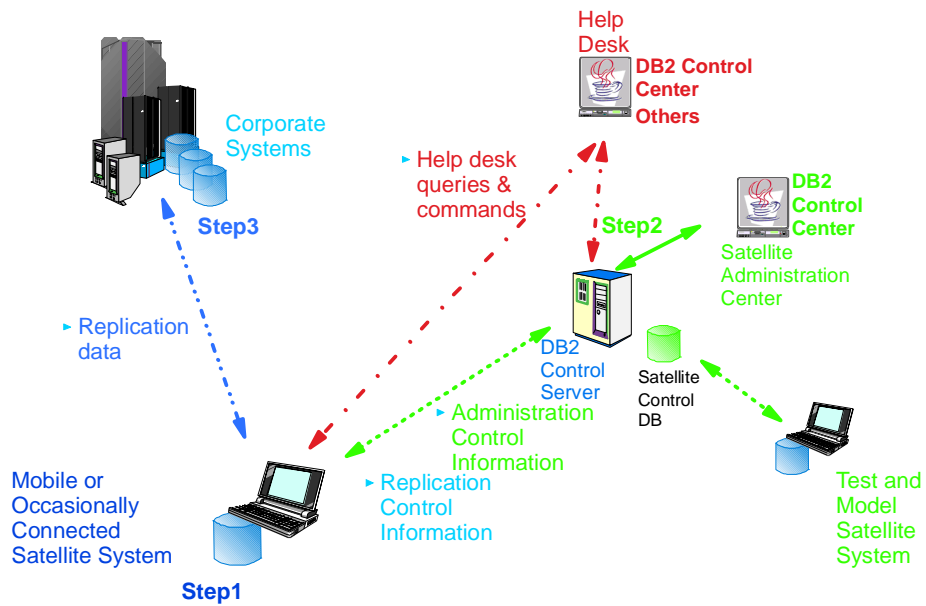 Help
Desk
DB2 Control
Center
Others
Corporate
Systems
Step3
Help desk
queries &
commands
Step2
DB2
Control
Center
Satellite
Administration
Center
Replication
data
DB2
Control
Server
Satellite
Control
DB
Administration
Control
Information
Replication
Control
Information
Mobile or
Occasionally
Connected
Satellite System
Step1
Test and
Model
Satellite
System